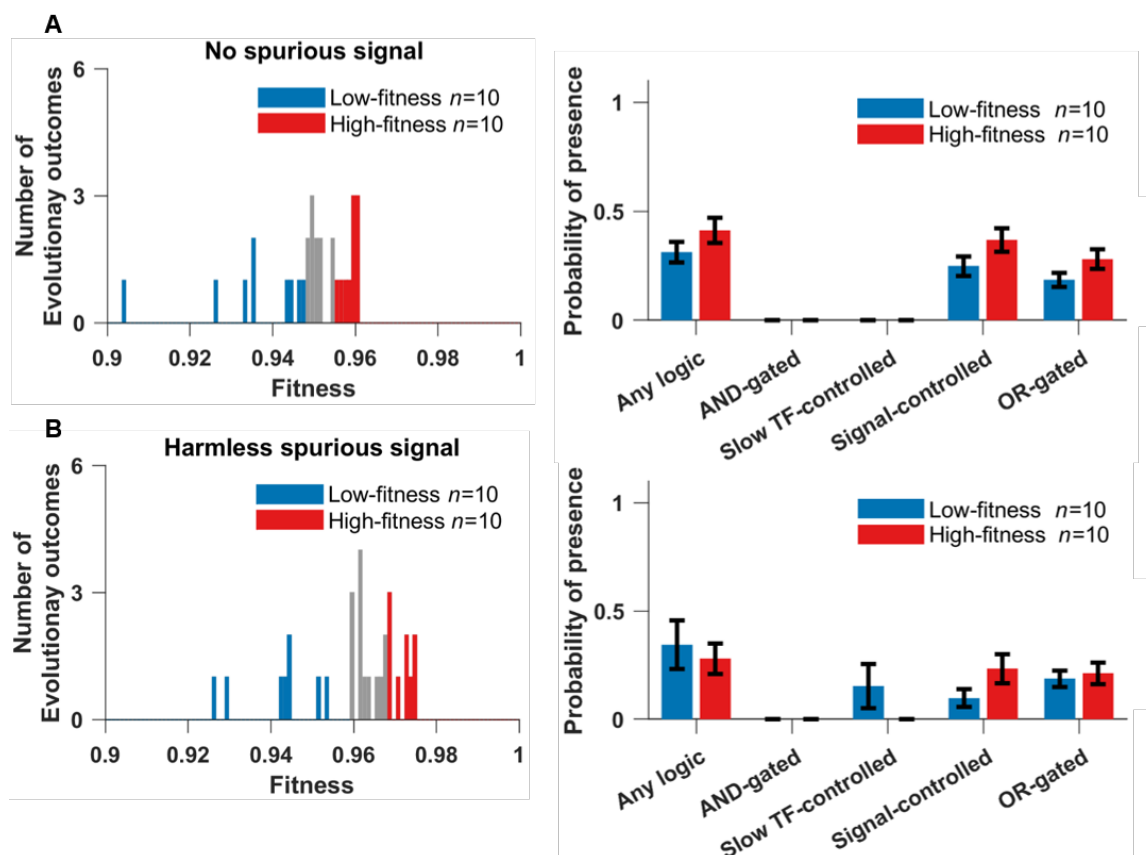 A
No spurious signal
6
3
0
Number of
Evolutionay outcomes
Low-fitness n=10
High-fitness n=10
0.9 0.92 0.94 0.96 0.98 1
Fitness
1
0.5
0
Probability of presence
Low-fitness n=10
High-fitness n=10
Any logic
AND-gated
Slow TF-controlled
Signal-controlled
OR-gated
B
Harmless spurious signal
6
3
0
Number of
Evolutionay outcomes
Low-fitness n=10
High-fitness n=10
0.9 0.92 0.94 0.96 0.98 1
Fitness
1
0.5
0
Probability of presence
Low-fitness n=10
High-fitness n=10
Any logic
AND-gated
Slow TF-controlled
Signal-controlled
OR-gated